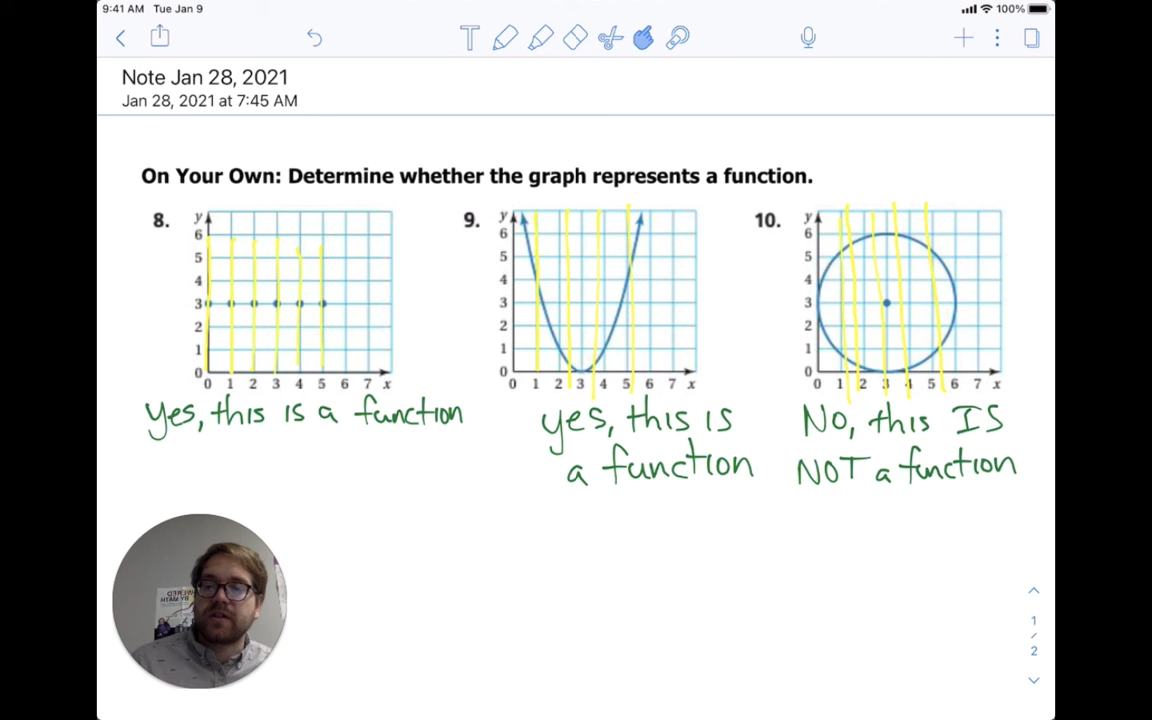 9:41 AM Tue Jan 9
100%
T
Note Jan 28, 2021
Jan 28, 2021 at 7:45 AM
On Your Own: Determine whether the graph represents a function.
8.
y
6
5
4
3
2
1
0
0 1 2 3 4 5 6 7 x
Yes, this is a function
9.
y
6
5
4
3
2
1
0
0 1 2 3 4 5 6 7 x
yes, this is
a function
10.
y
6
5
4
3
2
1
0
0 1 2 3 4 5 6 7 x
No, this IS
NOT a function
1
/
2